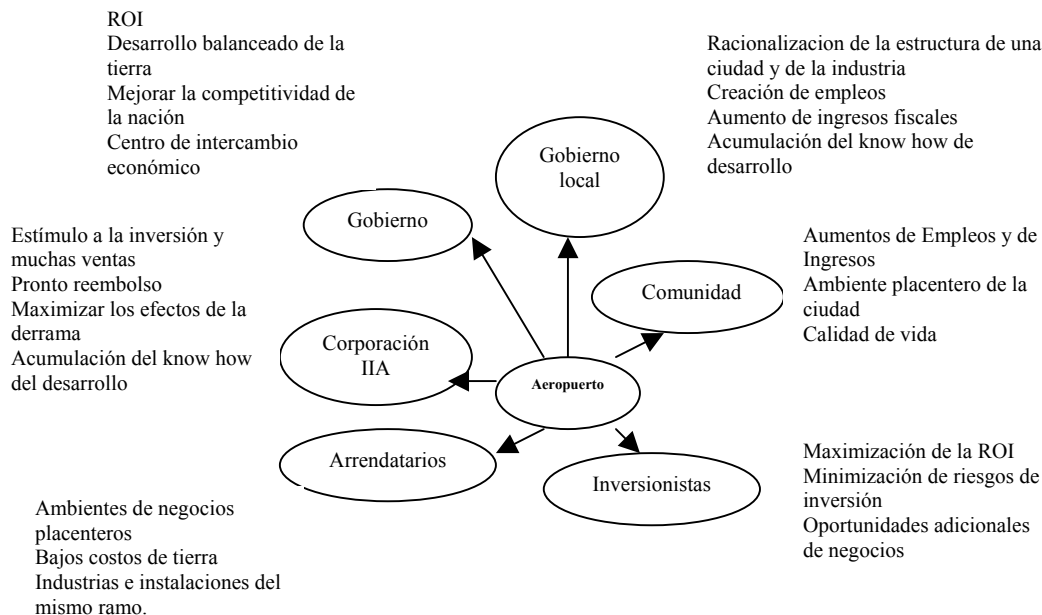 ROI
Desarrollo balanceado de la
tierra
Mejorar la competitividad de
la nación
Centro de intercambio
económico
Racionalizacion de la estructura de una
ciudad y de la industria
Creación de empleos
Aumento de ingresos fiscales
Acumulación del know how de
desarrollo
Gobierno
local
Gobierno
Estímulo a la inversión y
muchas ventas
Pronto reembolso
Maximizar los efectos de la
derrama
Acumulación del know how
del desarrollo
Aumentos de Empleos y de
Ingresos
Ambiente placentero de la
ciudad
Calidad de vida
Comunidad
Corporación
IIA
Aeropuerto
Arrendatarios
Inversionistas
Maximización de la ROI
Minimización de riesgos de
inversión
Oportunidades adicionales
de negocios
Ambientes de negocios
placenteros
Bajos costos de tierra
Industrias e instalaciones del
mismo ramo.